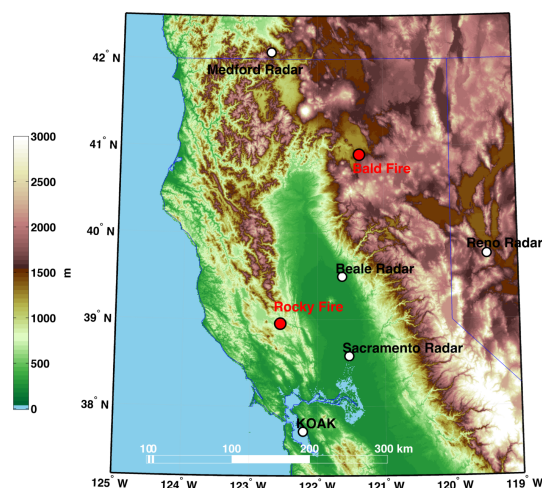 42° N
Medford Radar
41° N
Bald Fire
3000
2500
2000
1500
1000
500
0
m
40° N
Reno Radar
Beale Radar
Rocky Fire
39° N
Sacramento Radar
38° N
KOAK
100 0 100 200 300 km
125° W 124° W 123° W 122° W 121° W 120° W 119° W